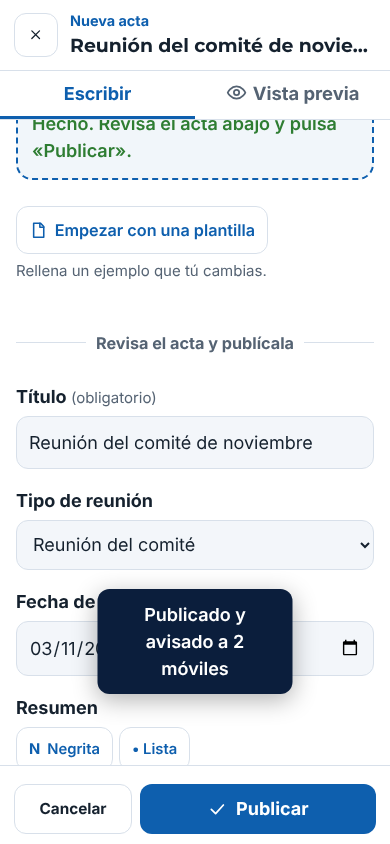 Nueva acta
Reunión del comité de novie...
Escribir
Vista previa
Hecho. Revisa el acta abajo y pulsa
«Publicar».
Empezar con una plantilla
Rellena un ejemplo que tú cambias.
Revisa el acta y publícala
Título (obligatorio)
Reunión del comité de noviembre
Tipo de reunión
Reunión del comité
Fecha de
03/11/2
Publicado y
avisado a 2
móviles
Resumen
N Negrita
• Lista
Cancelar
Publicar